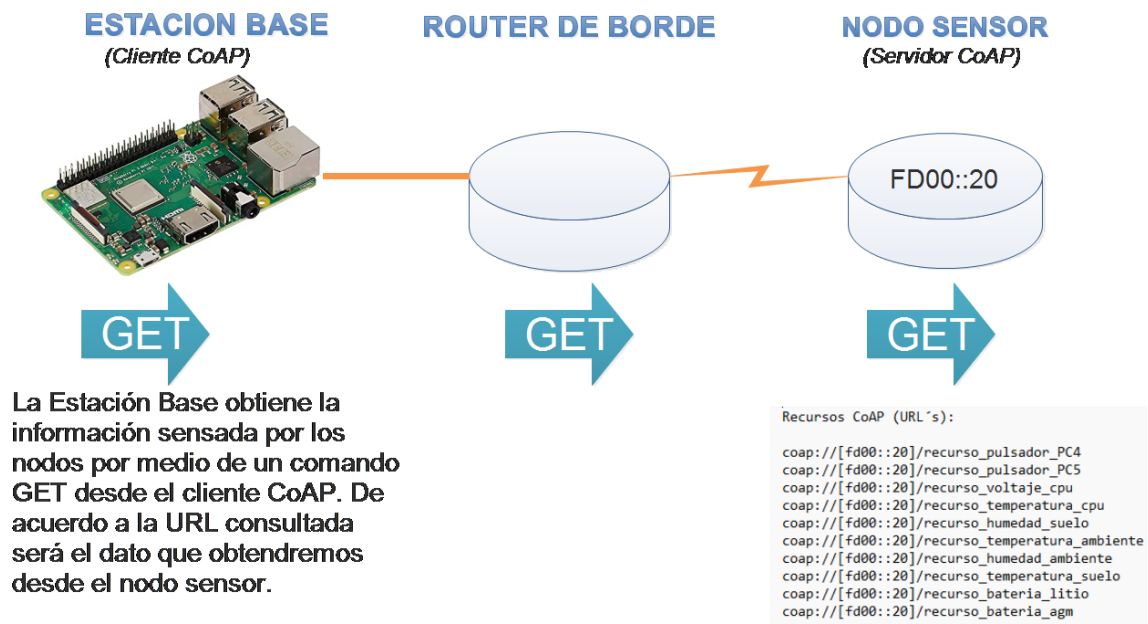 ESTACION BASE
(Cliente CoAP)
ROUTER DE BORDE
NODO SENSOR
(Servidor CoAP)
HDMI
FD00::20
GET
GET
GET
La Estación Base obtiene la
información sensada por los
nodos por medio de un comando
GET desde el cliente CoAP. De
acuerdo a la URL consultada
será el dato que obtendremos
desde el nodo sensor.
Recursos CoAP (URL´s):
coap://[fd00::20]/recurso_pulsador_PC4
coap://[fd00::20]/recurso_pulsador_PC5
coap://[fd00::20]/recurso_voltaje_cpu
coap://[fd00::20]/recurso_temperatura_cpu
coap://[fd00::20]/recurso_humedad_suelo
coap://[fd00::20]/recurso_temperatura_ambiente
coap://[fd00::20]/recurso_humedad_ambiente
coap://[fd00::20]/recurso_temperatura_suelo
coap://[fd00::20]/recurso_bateria_litio
coap://[fd00::20]/recurso_bateria_agm